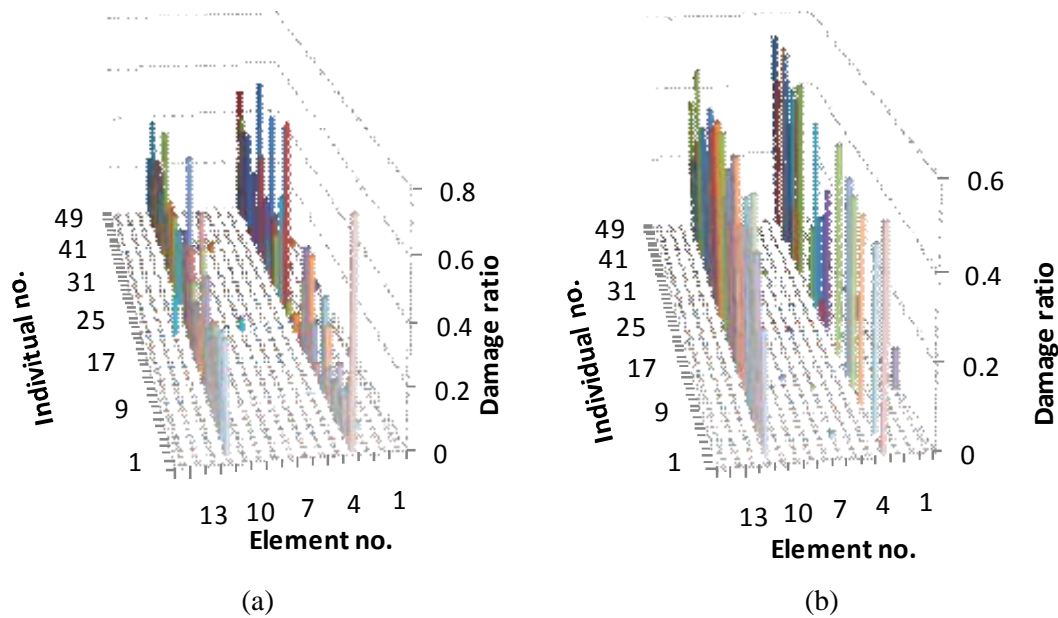 0.8
0.6
0.4
0.2
0
Damage ratio
49
41
31
25
17
9
1
Indivitual no.
13 10 7 4 1
Element no.
(a)
0.6
0.4
0.2
0
Damage ratio
49
41
31
25
17
9
1
Individual no.
13 10 7 4 1
Element no.
(b)